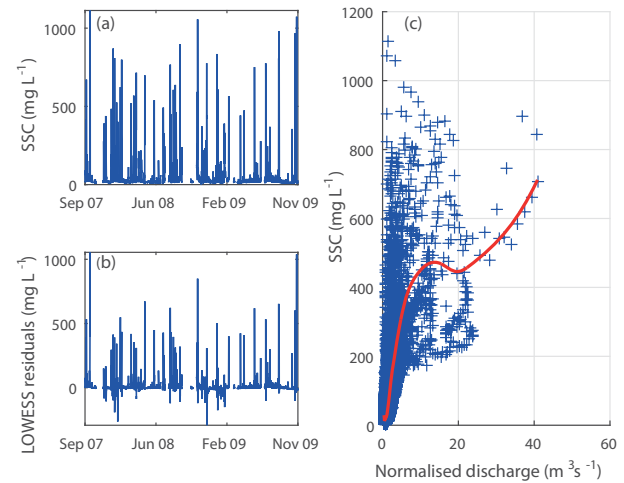 (a)
SSC (mg L⁻¹)
1000
500
0
Sep 07 Jun 08 Feb 09 Nov 09
(b)
LOWESS residuals (mg L⁻¹)
1000
500
0
Sep 07 Jun 08 Feb 09 Nov 09
(c)
SSC (mg L⁻¹)
1200
1000
800
600
400
200
0
0 20 40 60
Normalised discharge (m ³s ⁻¹)